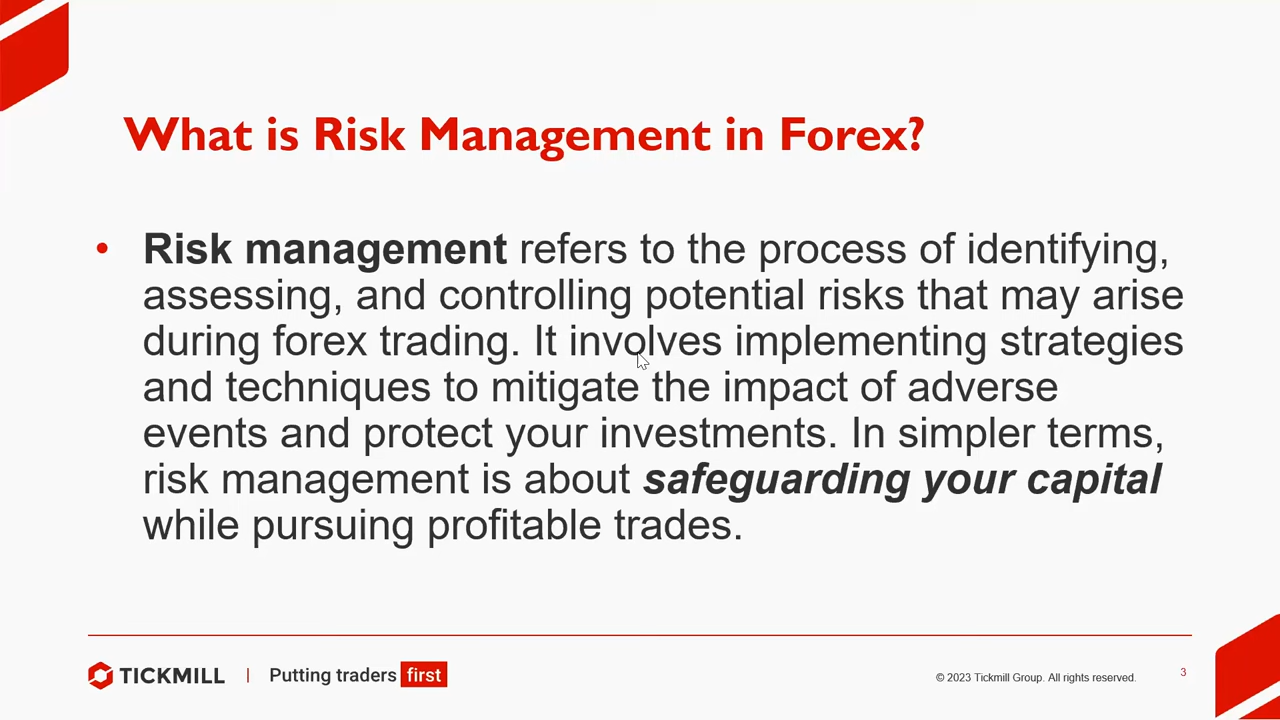 What is Risk Management in Forex?
• Risk management refers to the process of identifying,
assessing, and controlling potential risks that may arise
during forex trading. It involves implementing strategies
and techniques to mitigate the impact of adverse
events and protect your investments. In simpler terms,
risk management is about safeguarding your capital
while pursuing profitable trades.
TICKMILL | Putting traders first
© 2023 Tickmill Group. All rights reserved.
3